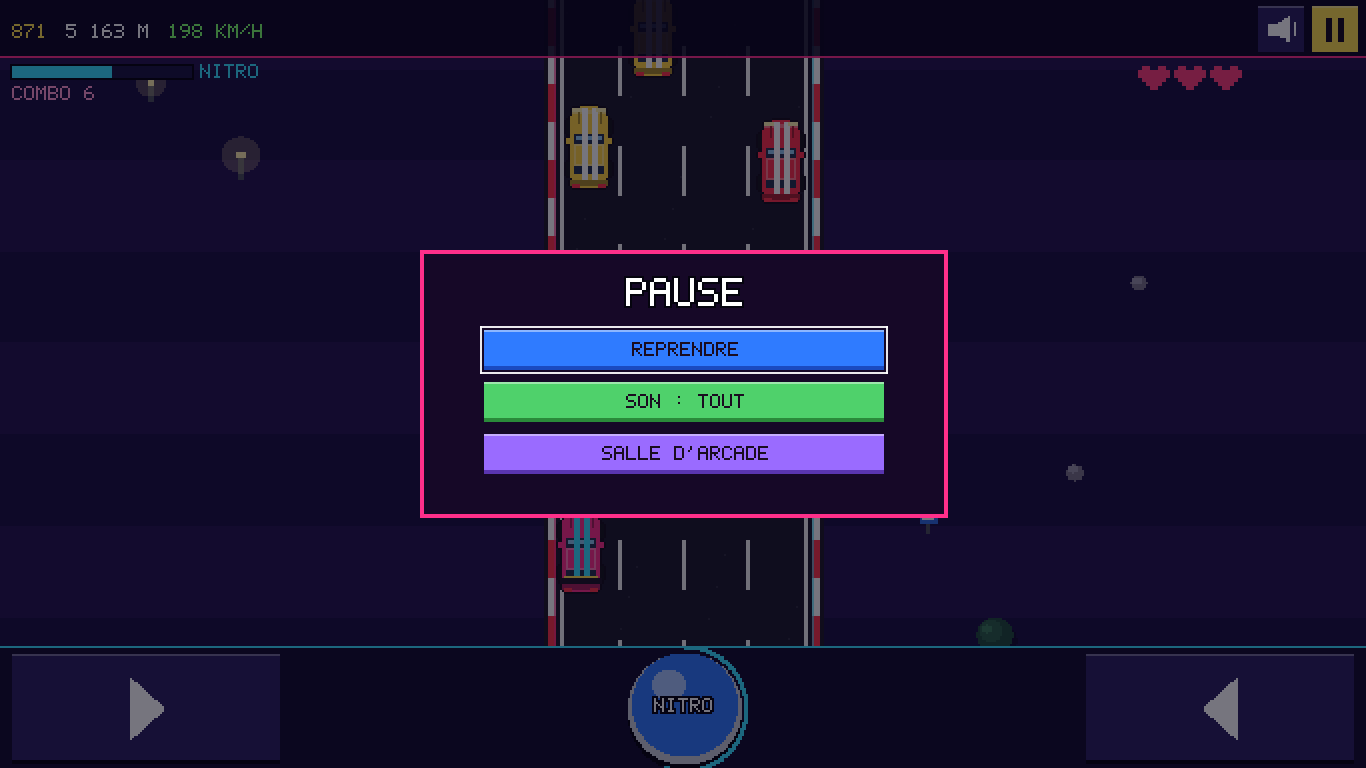 871 5 163 M 198 KM/H
NITRO
COMBO 6
PAUSE
REPRENDRE
SON : TOUT
SALLE D'ARCADE
NITRO